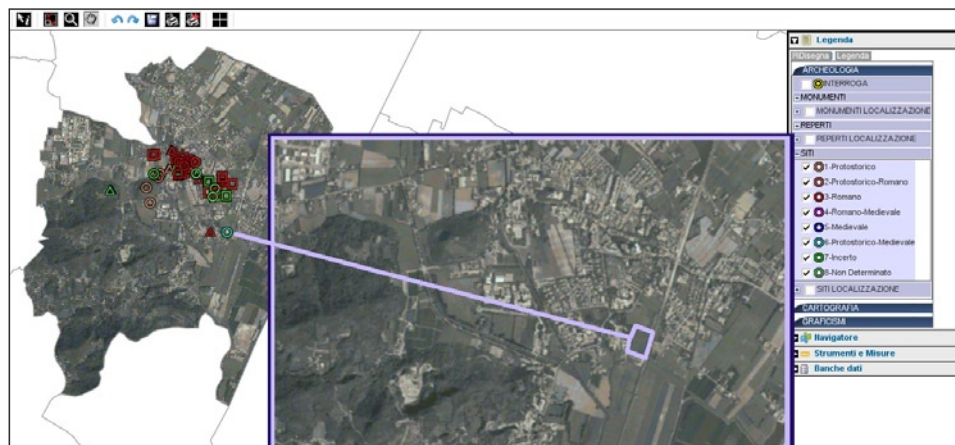 Legenda
Ridisegna Legenda
ARCHEOLOGIA
INTERROGA
MONUMENTI
MONUMENTI LOCALIZZAZIONE
REPERTI
REPERTI LOCALIZZAZIONE
SITI
1-Protostorico
2-Protostorico-Romano
3-Romano
4-Romano-Medievale
5-Medievale
6-Protostorico-Medievale
7-Incerto
8-Non Determinato
SITI LOCALIZZAZIONE
CARTOGRAFIA
GRAFICISMI
Navigatore
Strumenti e Misure
Banche dati